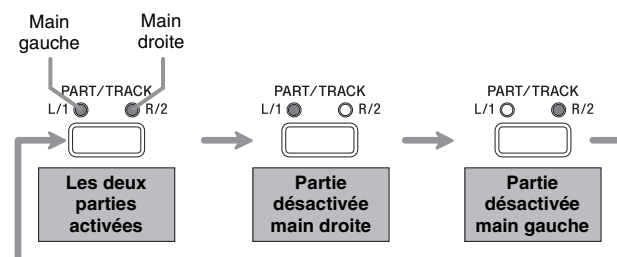 Main gauche
Main droite
PART/TRACK
L/1 R/2
Les deux
parties
activées
PART/TRACK
L/1 R/2
Partie
désactivée
main droite
PART/TRACK
L/1 R/2
Partie
désactivée
main gauche